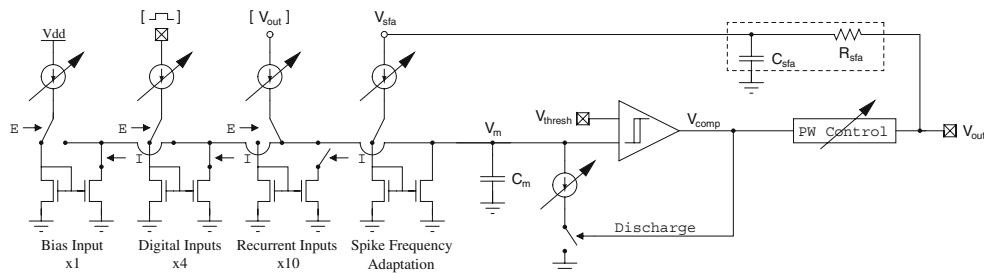 [ ]
[ Vout ]
Vsfa
Vdd
Csfa
Rsfa
E
E
E
I
I
I
Vm
Vthresh
Vcomp
PW Control
Vout
Cm
Discharge
Bias Input
x1
Digital Inputs
x4
Recurrent Inputs
x10
Spike Frequency
Adaptation